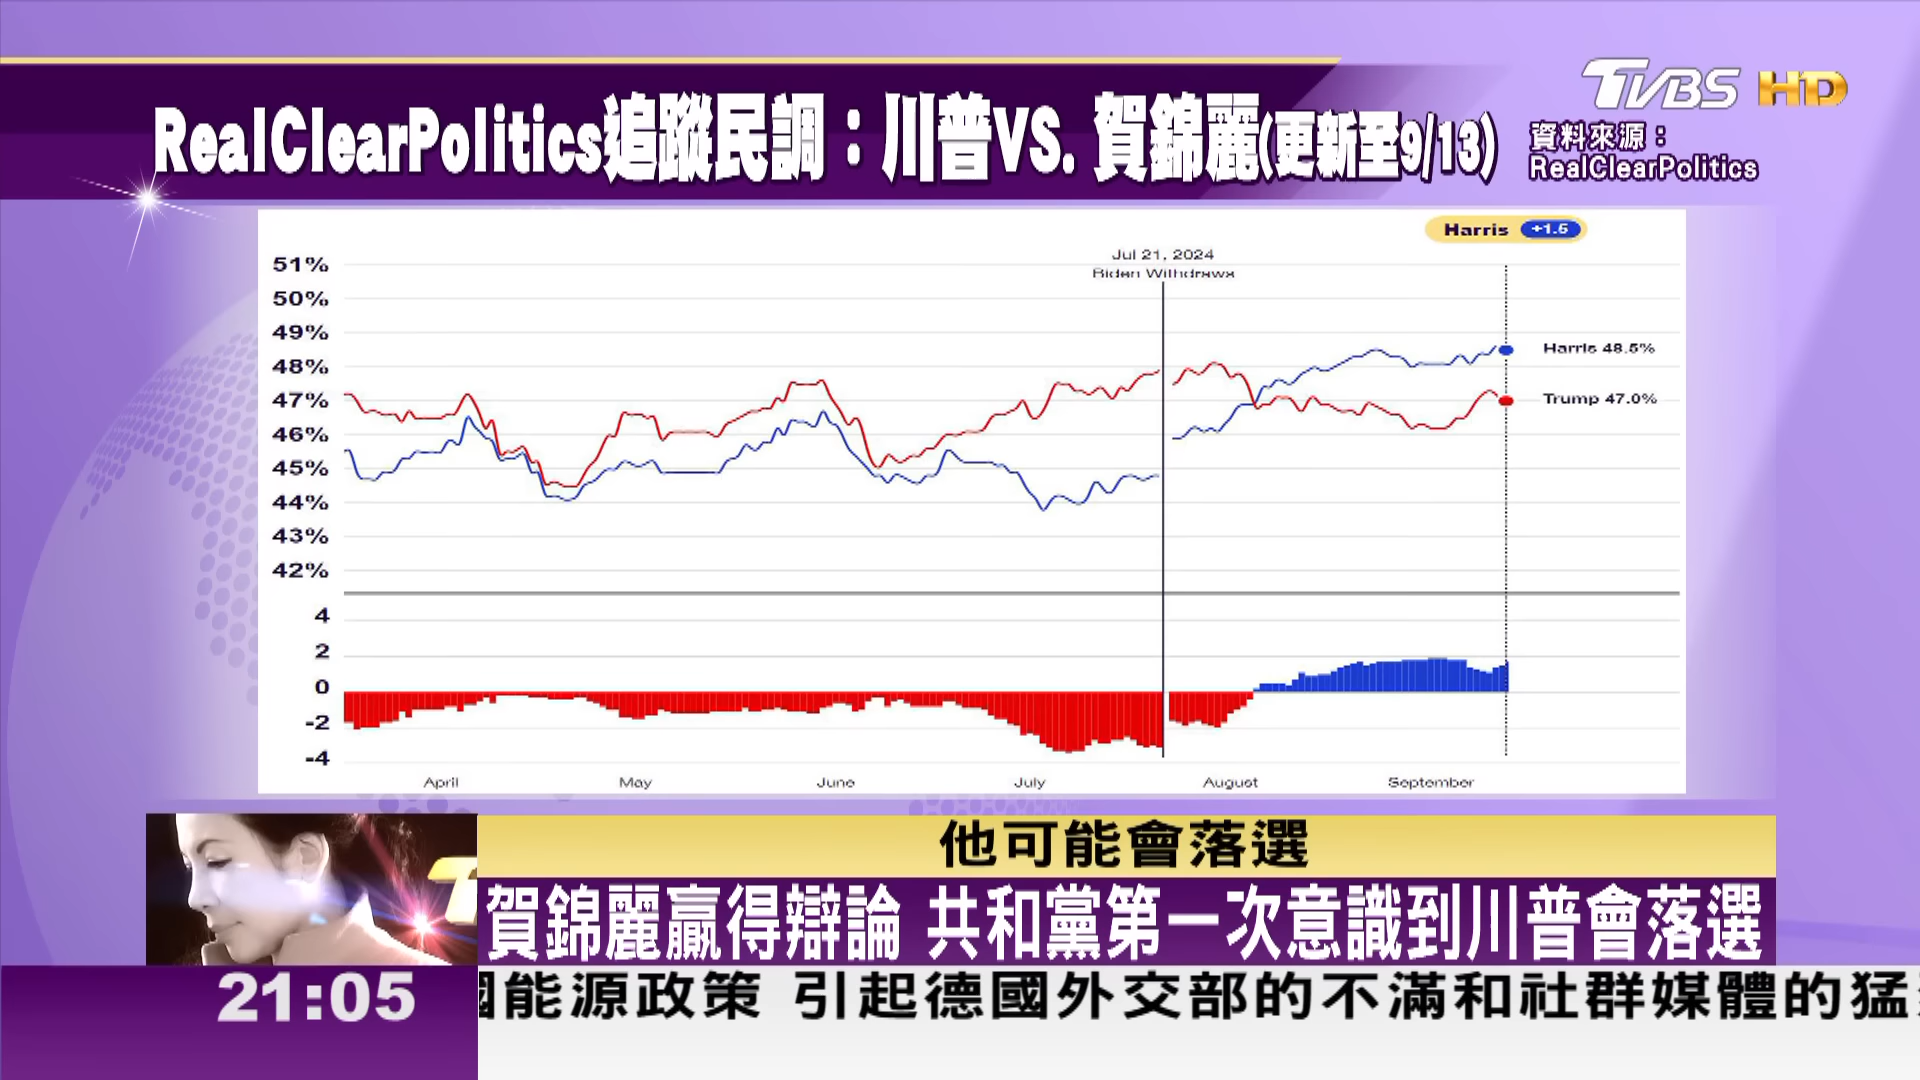 RealClearPolitics追蹤民調：川普VS. 賀錦麗(更新至9/13)
TVBS HD
資料來源：
RealClearPolitics
Harris +1.5
Jul 21, 2024
Biden Withdraws
51%
50%
49%
48%
47%
46%
45%
44%
43%
42%
Harris 48.5%
Trump 47.0%
4
2
0
-2
-4
April May June July August September
他可能會落選
賀錦麗贏得辯論 共和黨第一次意識到川普會落選
21:05
能源政策 引起德國外交部的不滿和社群媒體的猛